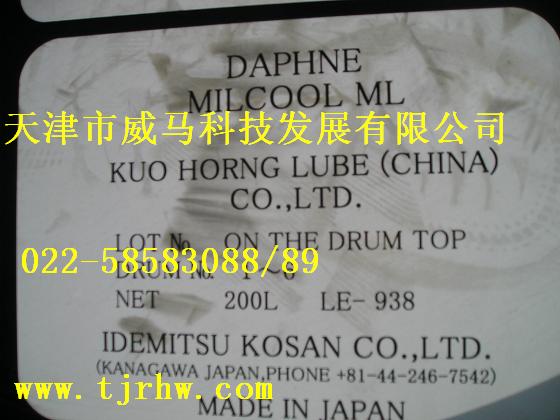 DAPHNE
MILCOOL ML
天津市威马科技发展有限公司
KUO HORNG LUBE (CHINA)
CO.,LTD.
LOT № ON THE DRUM TOP
022-58583088/89
NET 200L LE-938
IDEMITSU KOSAN CO.,LTD.
(KANAGAWA JAPAN,PHONE +81-44-246-7542)
www.tjrhw.com
MADE IN JAPAN